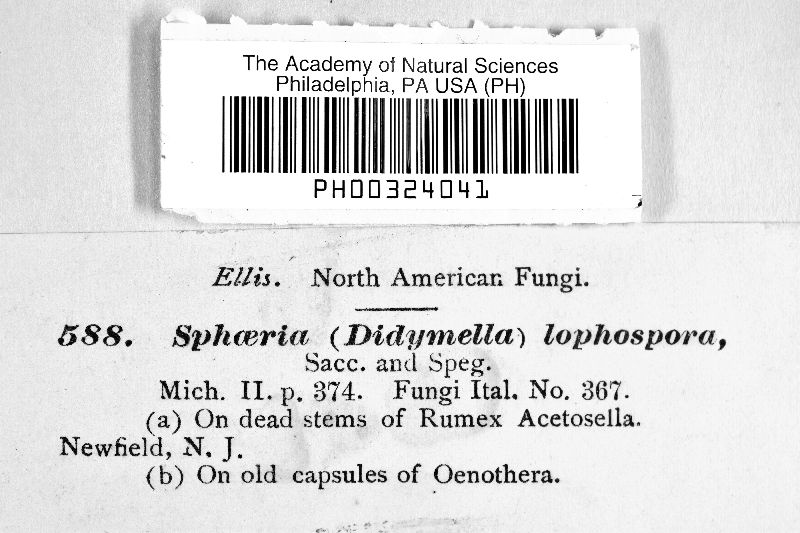 The Academy of Natural Sciences
Philadelphia, PA USA (PH)
PH00324041
Ellis. North American Fungi.
588. Sphæria (Didymella) lophospora,
Sacc. and Speg.
Mich. II. p. 374. Fungi Ital. No. 367.
(a) On dead stems of Rumex Acetosella.
Newfield, N. J.
(b) On old capsules of Oenothera.